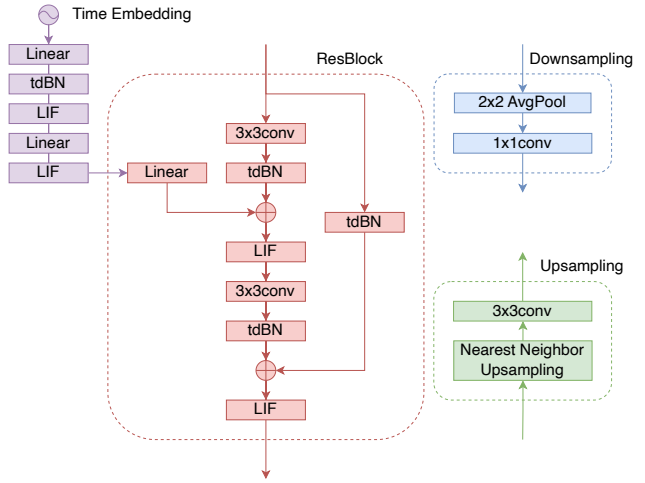 Time Embedding
Linear
tdBN
LIF
Linear
LIF
ResBlock
3x3conv
tdBN
Linear
tdBN
LIF
3x3conv
tdBN
LIF
Downsampling
2x2 AvgPool
1x1conv
Upsampling
3x3conv
Nearest Neighbor
Upsampling